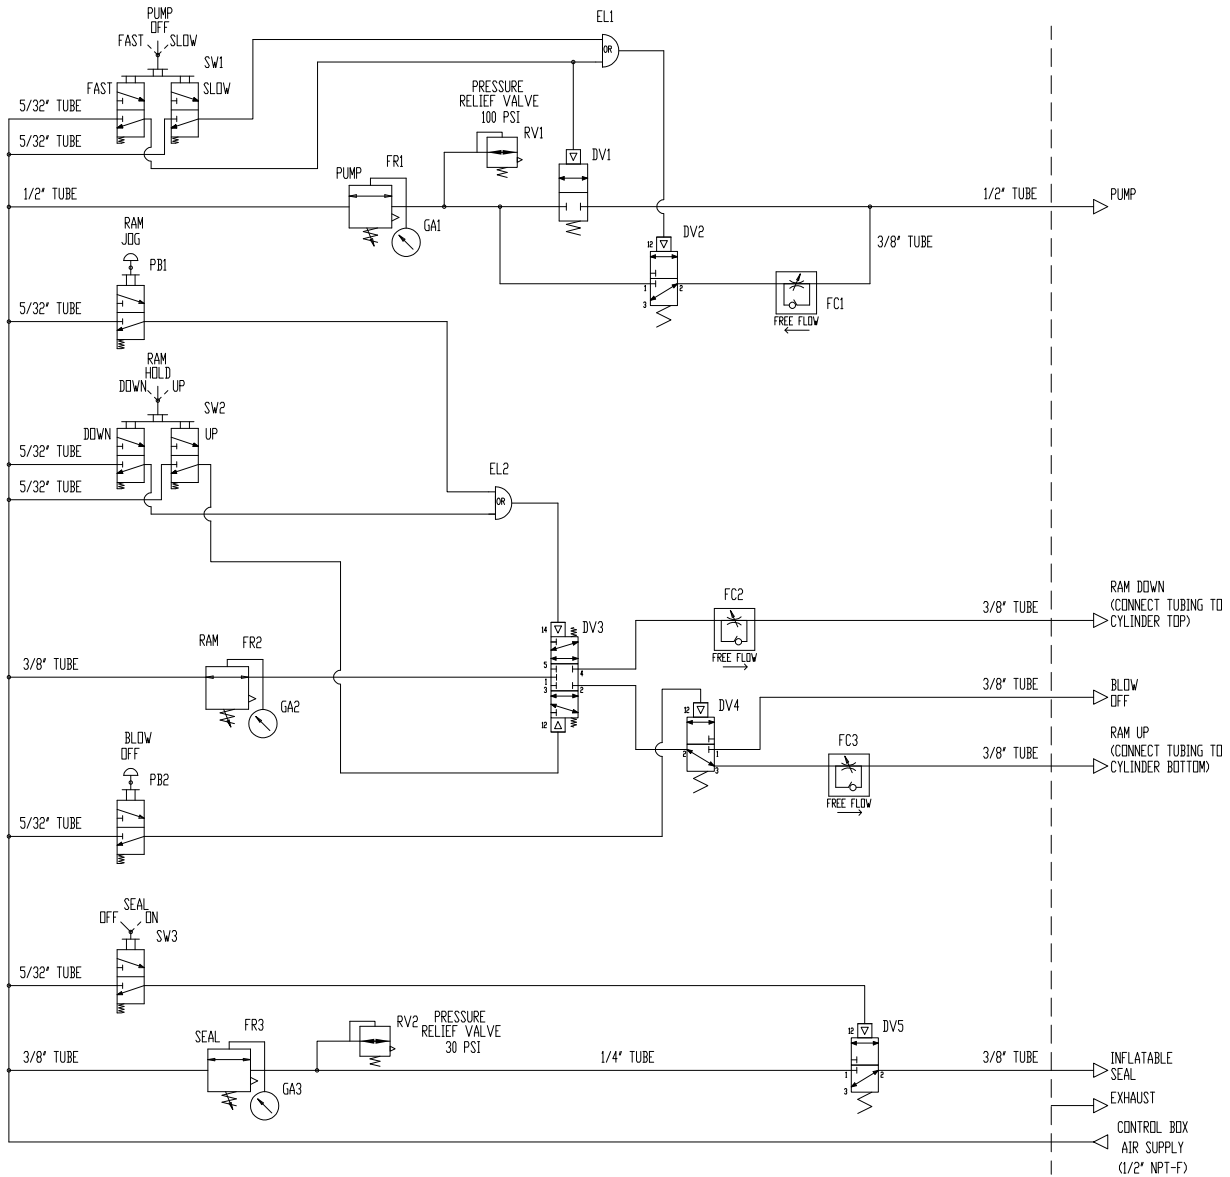 PUMP
OFF
FAST SLOW
SW1
FAST SLOW
5/32" TUBE
5/32" TUBE
EL1
OR
PRESSURE
RELIEF VALVE
100 PSI
RV1
DV1
FR1
PUMP
GA1
1/2" TUBE
1/2" TUBE
PUMP
3/8" TUBE
DV2
12
1
2
3
FC1
FREE FLOW
RAM
JOG
PB1
5/32" TUBE
RAM
HOLD
DOWN UP
SW2
DOWN UP
5/32" TUBE
5/32" TUBE
EL2
OR
RAM
FR2
GA2
3/8" TUBE
DV3
14
5
4
1
3
2
12
FC2
FREE FLOW
3/8" TUBE
RAM DOWN
(CONNECT TUBING TO
CYLINDER TOP)
3/8" TUBE
BLOW
OFF
DV4
12
2
1
3
FC3
FREE FLOW
3/8" TUBE
RAM UP
(CONNECT TUBING TO
CYLINDER BOTTOM)
BLOW
OFF
PB2
5/32" TUBE
SEAL
OFF ON
SW3
5/32" TUBE
SEAL
FR3
GA3
3/8" TUBE
RV2
PRESSURE
RELIEF VALVE
30 PSI
1/4" TUBE
DV5
12
1
2
3
3/8" TUBE
INFLATABLE
SEAL
EXHAUST
CONTROL BOX
AIR SUPPLY
(1/2" NPT-F)